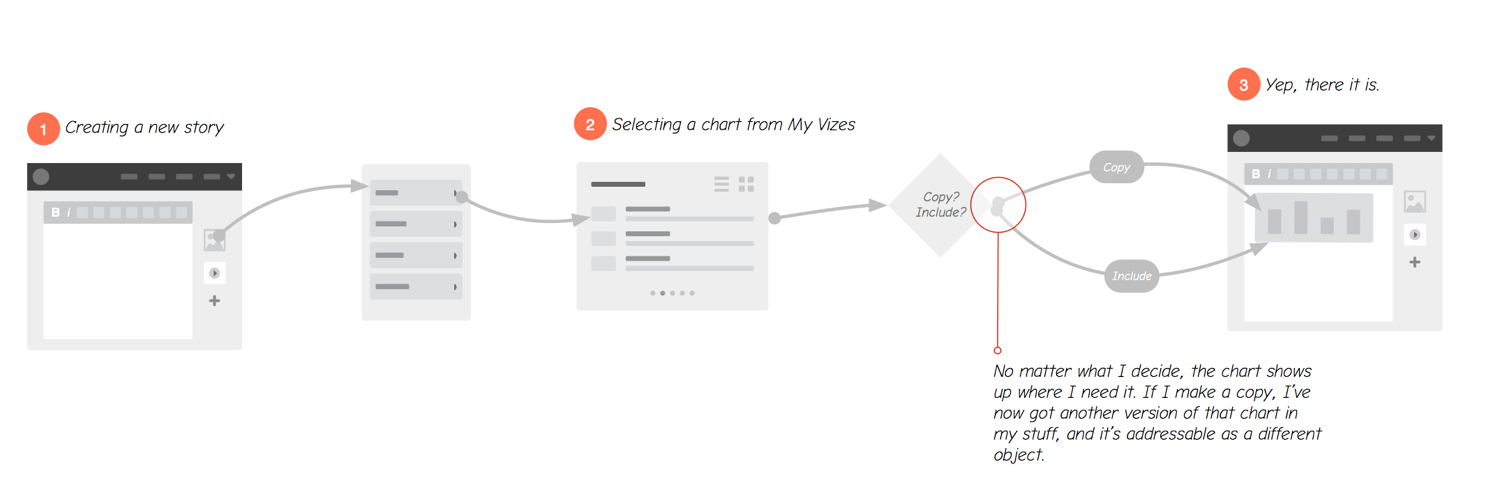 1 Creating a new story
B i
2 Selecting a chart from My Vizes
Copy?
Include?
Copy
Include
3 Yep, there it is.
B i
No matter what I decide, the chart shows
up where I need it. If I make a copy, I've
now got another version of that chart in
my stuff, and it's addressable as a different
object.